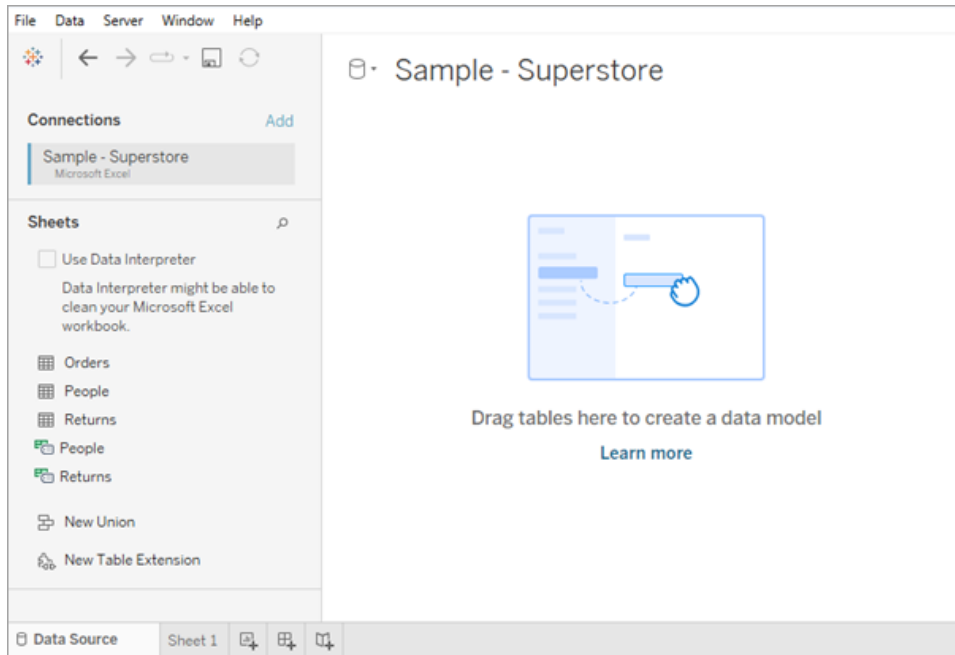 File Data Server Window Help
Sample - Superstore
Connections Add
Sample - Superstore
Microsoft Excel
Sheets
Use Data Interpreter
Data Interpreter might be able to
clean your Microsoft Excel
workbook.
Orders
People
Returns
People
Returns
New Union
New Table Extension
Drag tables here to create a data model
Learn more
Data Source Sheet 1